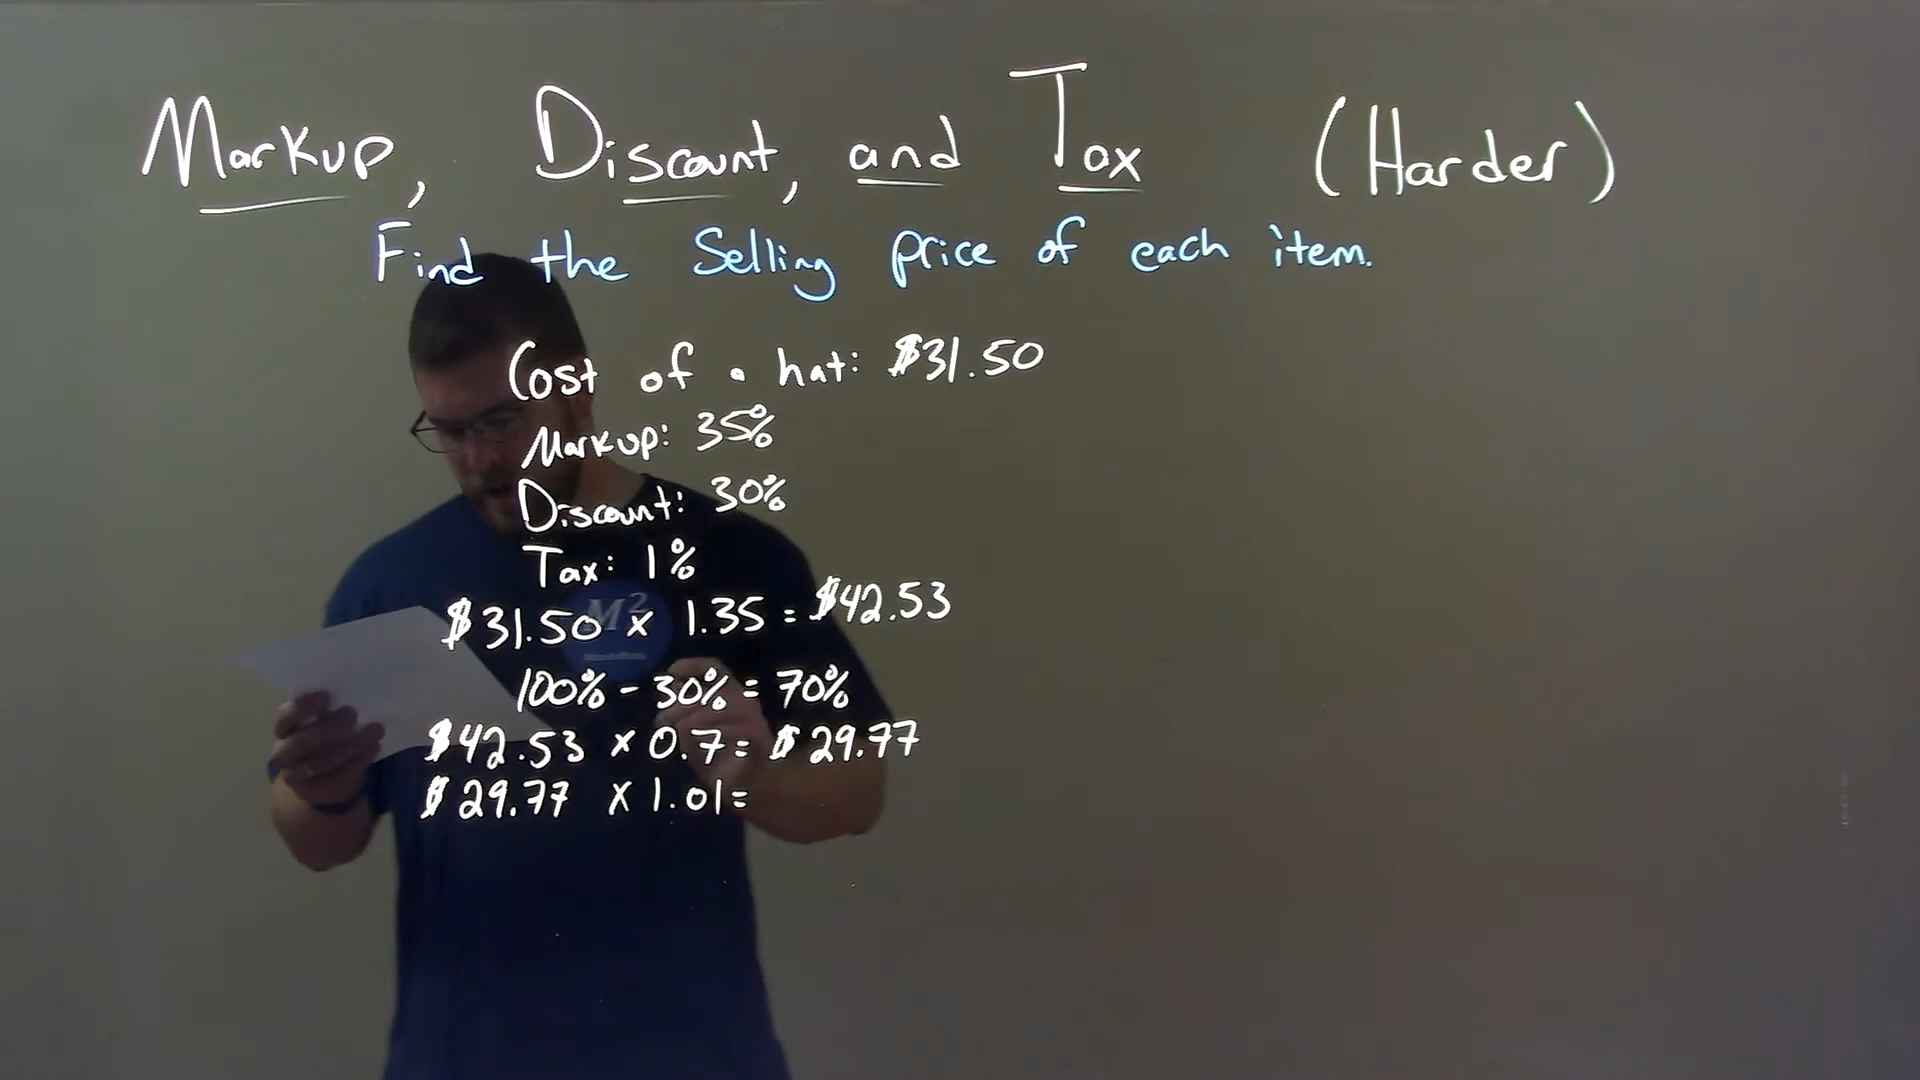 Markup, Discount, and Tax (Harder)
Find the Selling price of each item.
Cost of a hat: $31.50
Markup: 35%
Discount: 30%
Tax: 1%
$31.50 x 1.35 = $42.53
M²
100% - 30% = 70%
$42.53 x 0.7 = $29.77
$29.77 x 1.01 =